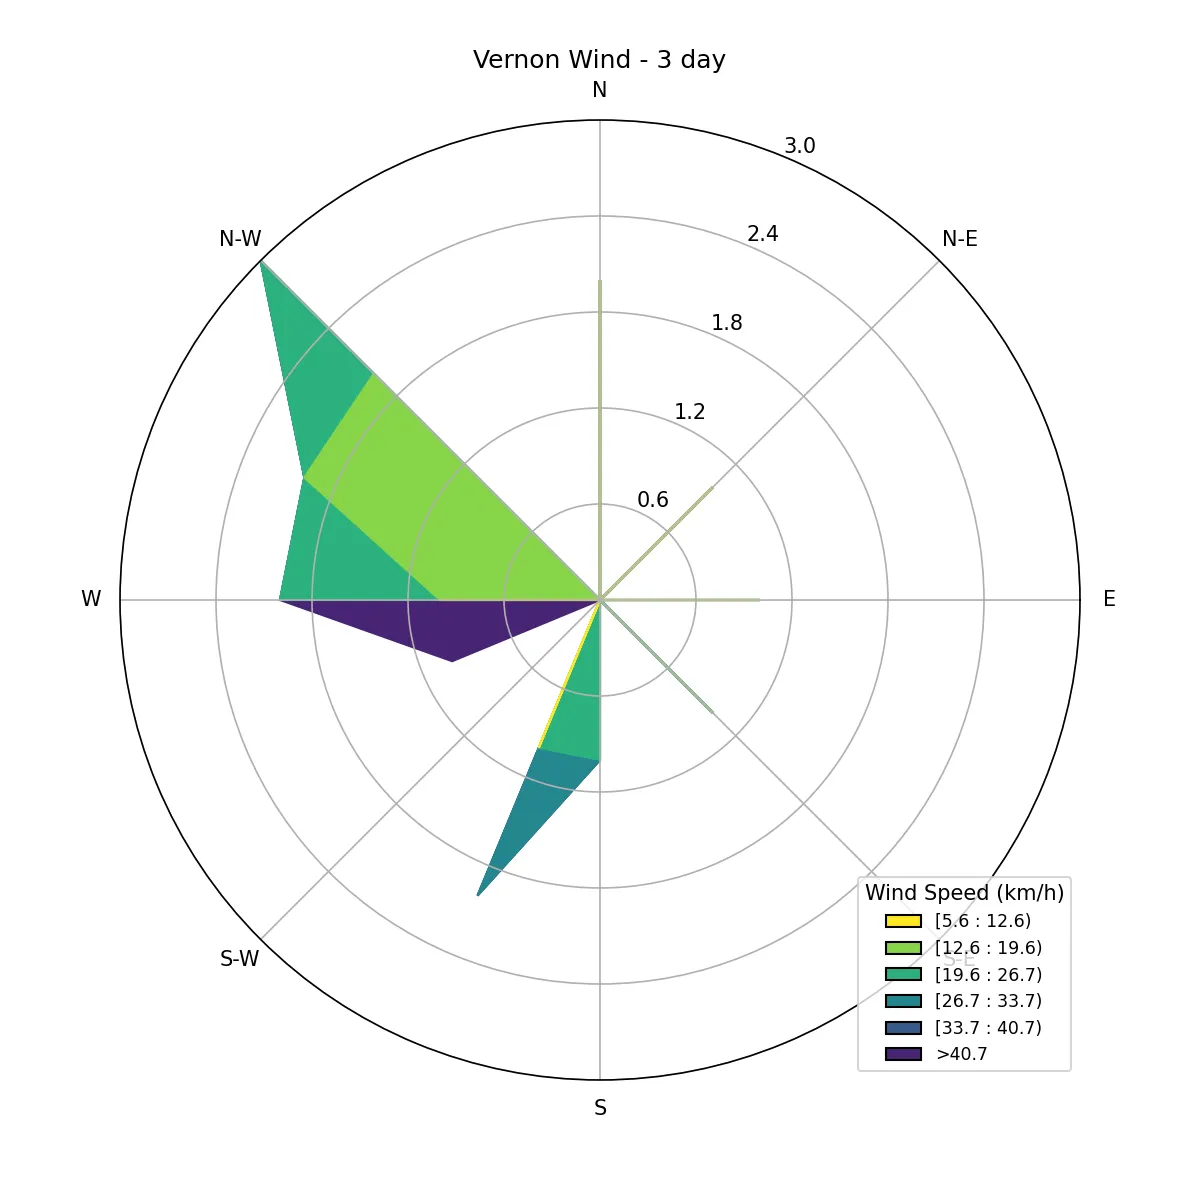 Vernon Wind - 3 day
N
3.0
N-W
N-E
2.4
1.8
1.2
0.6
W
E
Wind Speed (km/h)
[5.6 : 12.6)
[12.6 : 19.6)
S-W
S-E
[19.6 : 26.7)
[26.7 : 33.7)
[33.7 : 40.7)
>40.7
S